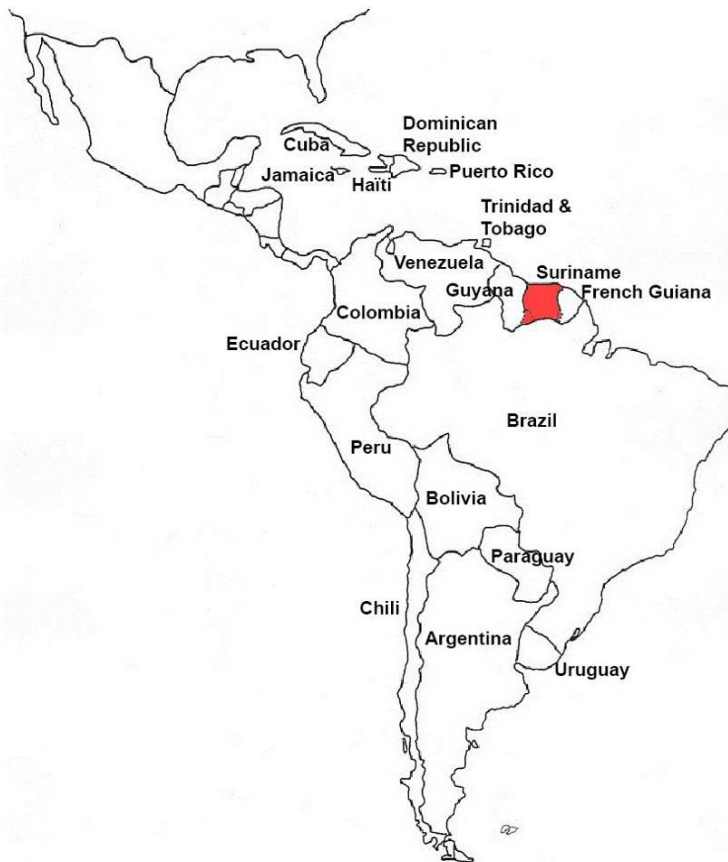 Dominican
Republic
Cuba
Jamaica
Haïti
Puerto Rico
Trinidad &
Tobago
Venezuela
Suriname
Guyana
French Guiana
Colombia
Ecuador
Brazil
Peru
Bolivia
Paraguay
Chili
Argentina
Uruguay